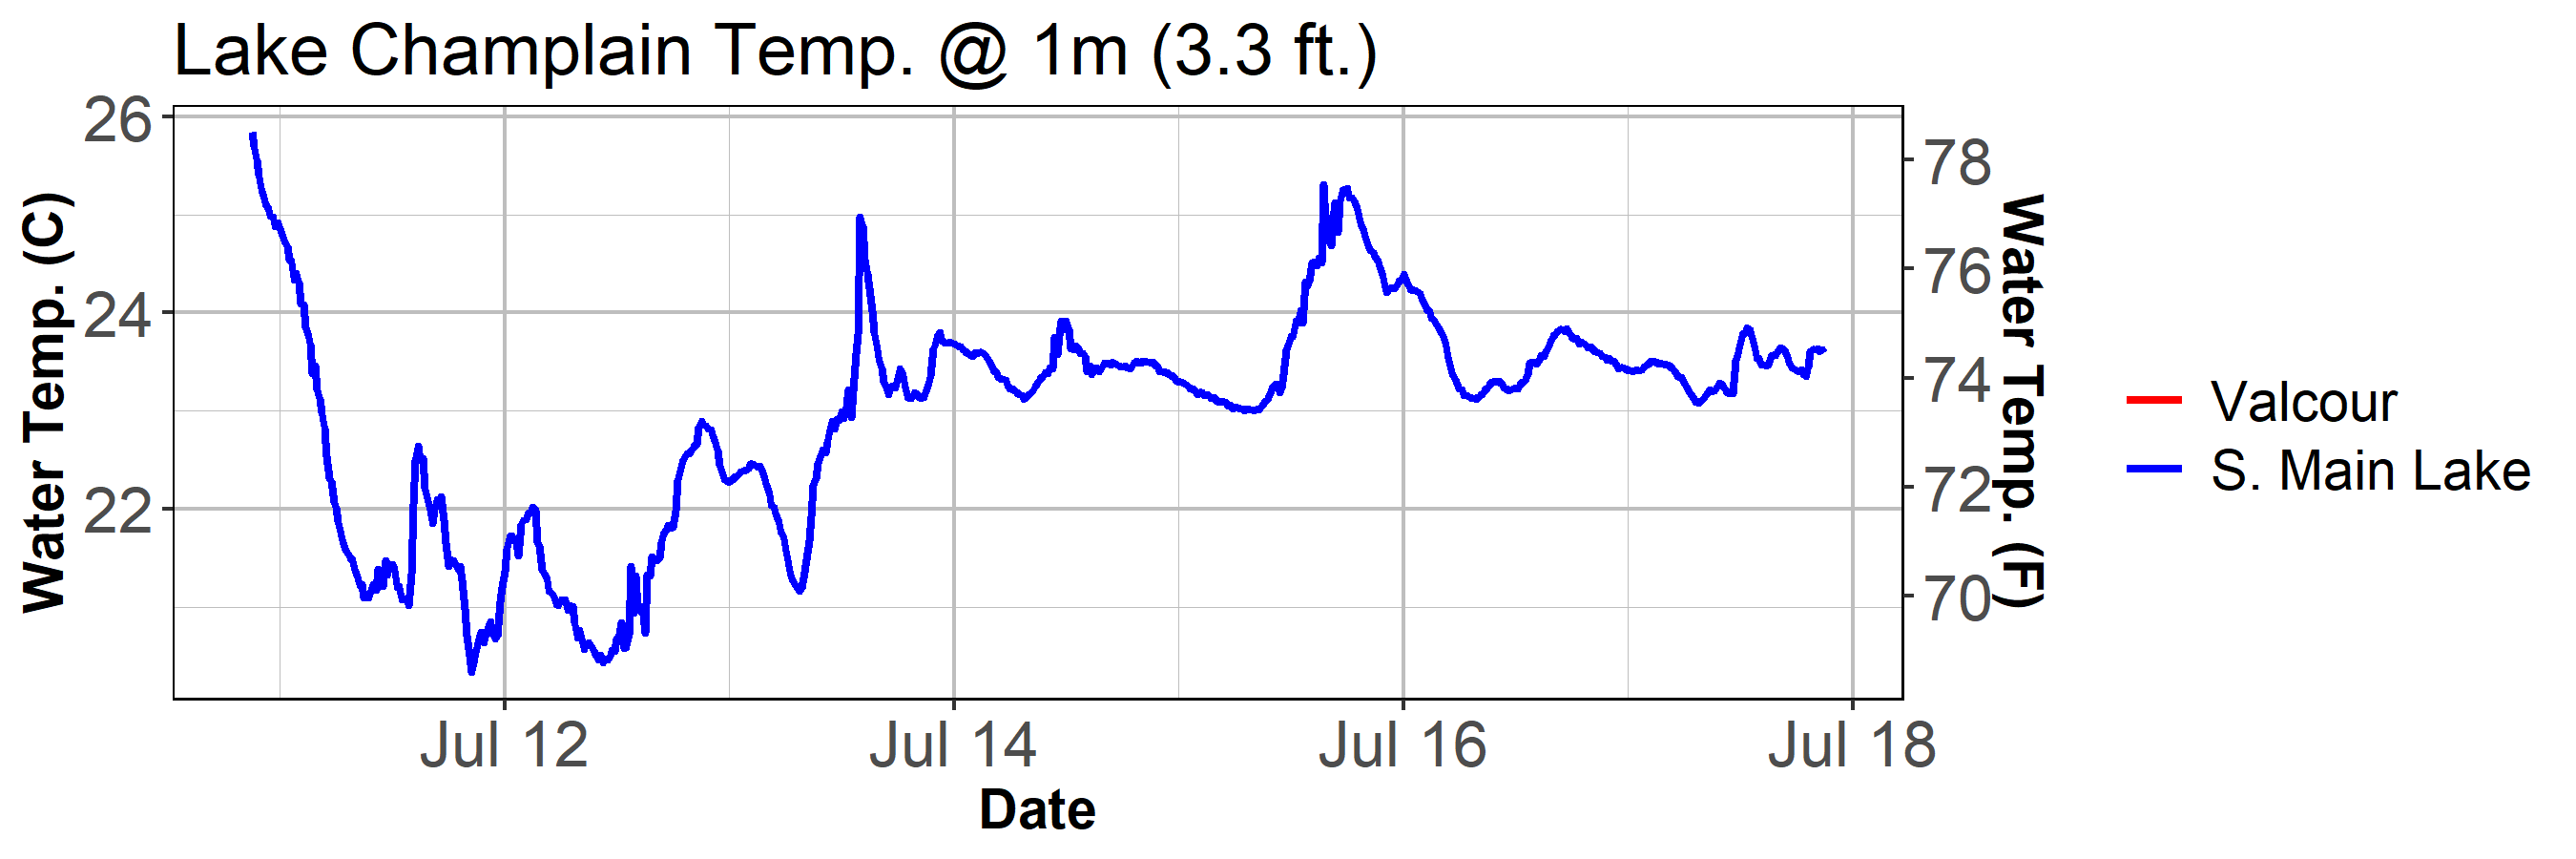 Lake Champlain Temp. @ 1m (3.3 ft.)
26
24
22
Water Temp. (C)
78
76
74
72
70
Water Temp. (F)
Jul 12
Jul 14
Jul 16
Jul 18
Date
Valcour
S. Main Lake